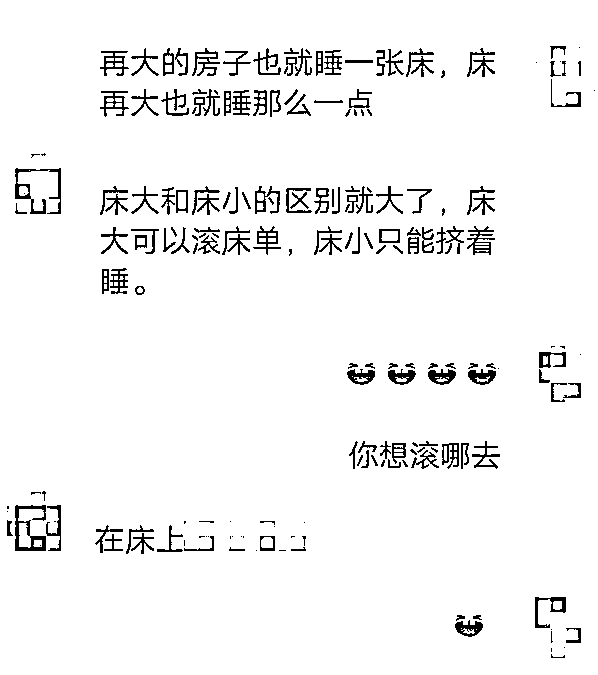 再大的房子也就睡一张床，床
再大也就睡那么一点
床大和床小的区别就大了，床
大可以滚床单，床小只能挤着
睡。
你想滚哪去
在床上